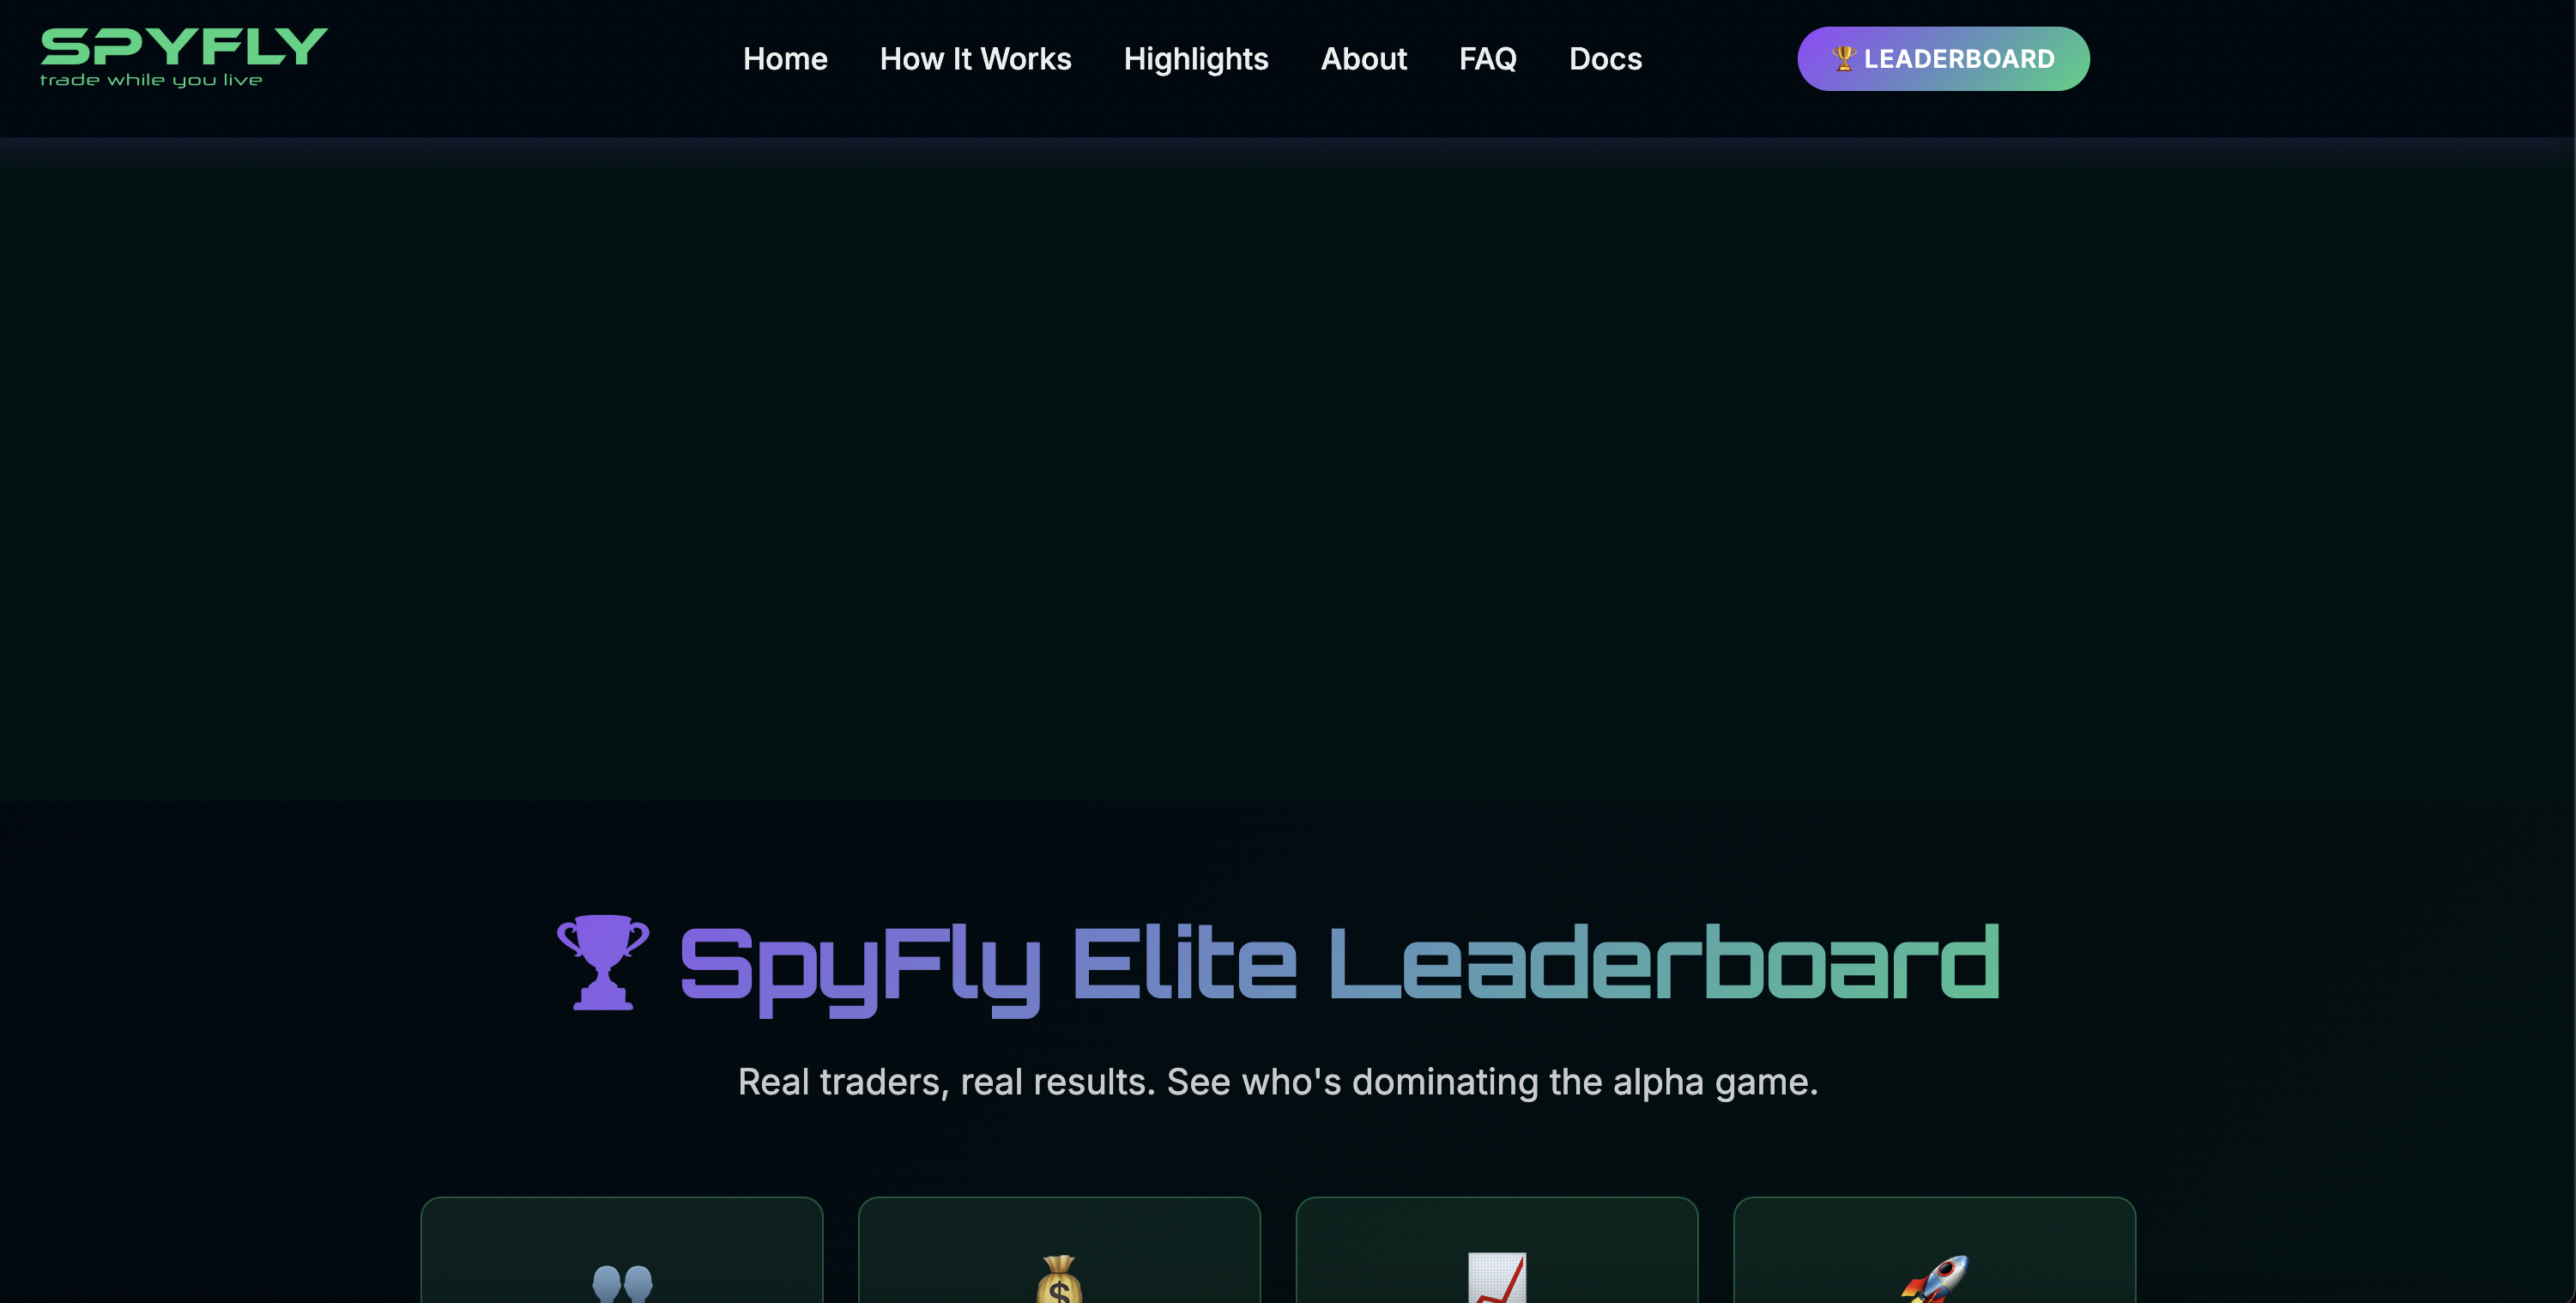 SPYFLY
trade while you live
Home How It Works Highlights About FAQ Docs
LEADERBOARD
SpyFly Elite Leaderboard
Real traders, real results. See who's dominating the alpha game.
$